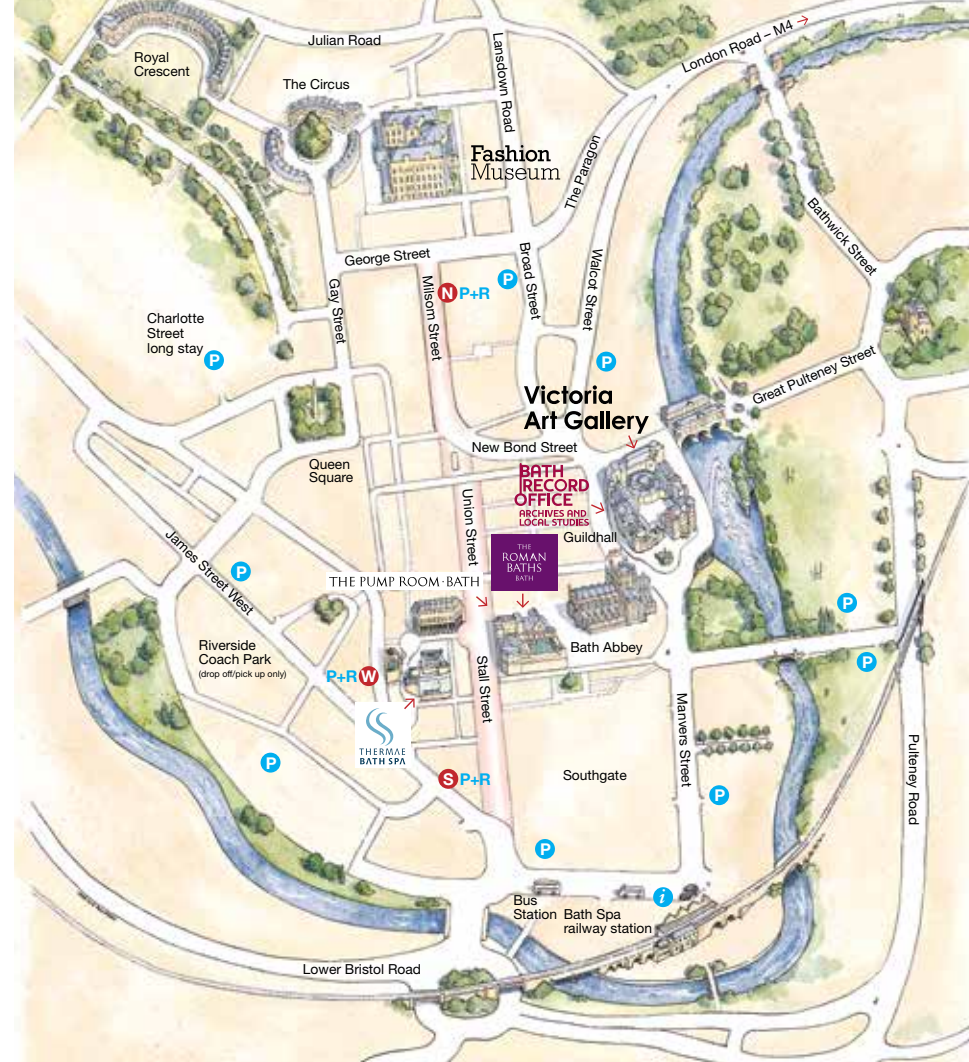 London Road – M4
Julian Road
Lansdown Road
Royal
Crescent
The Circus
Fashion
Museum
The Paragon
Bathwick Street
George Street
Broad Street
Walcot Street
Gay Street
Milsom Street
P
N P+R
Charlotte
Street
long stay
P
P
Great Pulteney Street
Victoria
Art Gallery
New Bond Street
Queen
Square
BATH
RECORD
OFFICE
ARCHIVES AND
LOCAL STUDIES
Union Street
Guildhall
THE
ROMAN
BATHS
BATH
James Street West
P
THE PUMP ROOM · BATH
P
Riverside
Coach Park
(drop off/pick up only)
Bath Abbey
P
P+R W
Stall Street
Manvers Street
THERMAE
BATH SPA
P
S P+R
Southgate
P
Pulteney Road
P
i
Bus
Station
Bath Spa
railway station
Lower Bristol Road